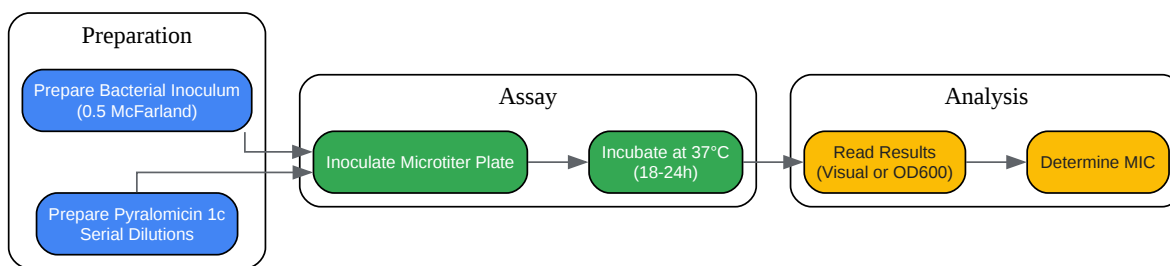 Preparation
Prepare Bacterial Inoculum
(0.5 McFarland)
Prepare Pyralomicin 1c
Serial Dilutions
Assay
Inoculate Microtiter Plate
Incubate at 37°C
(18-24h)
Analysis
Read Results
(Visual or OD600)
Determine MIC